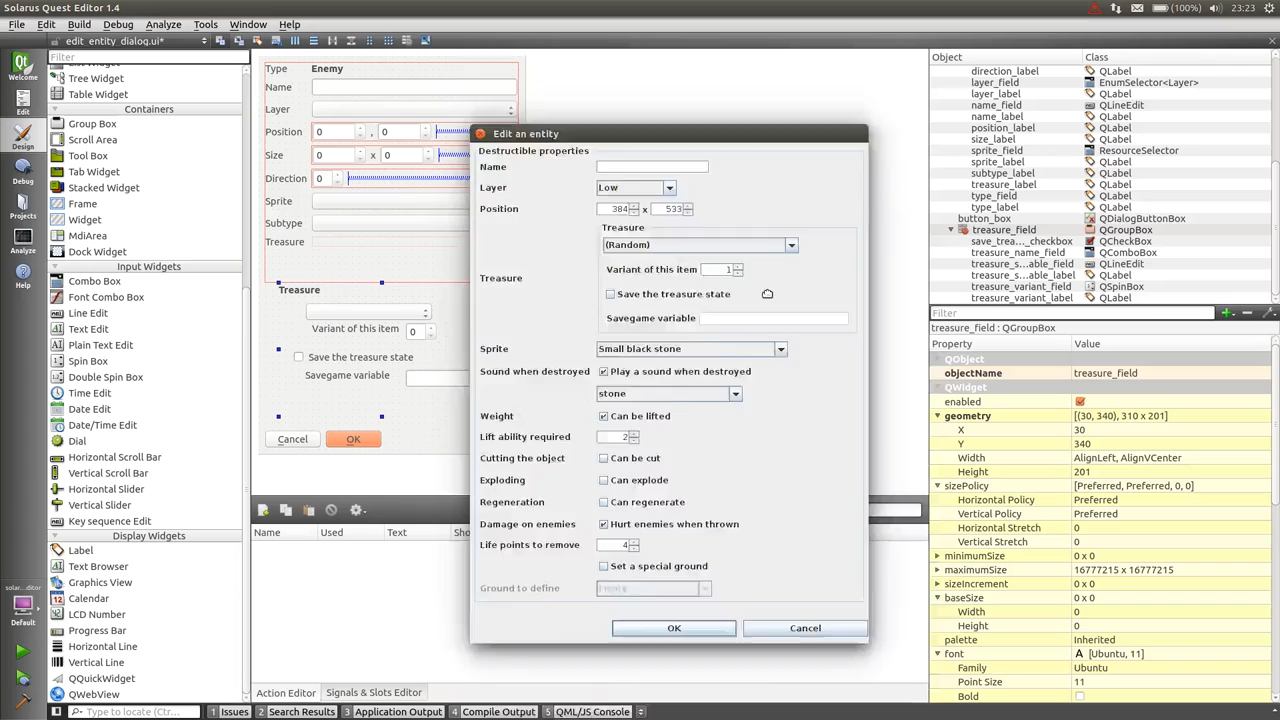 Solarus Quest Editor 1.4
(100%)
23:23
File Edit Build Debug Analyze Tools Window Help
edit_entity_dialog.ui*
Welcome
Edit
Design
Debug
Projects
Analyze
Help
Default
Filter
Tree Widget
Table Widget
Containers
Group Box
Scroll Area
Tool Box
Tab Widget
Stacked Widget
Frame
Widget
MdiArea
Dock Widget
Input Widgets
Combo Box
Font Combo Box
Line Edit
Text Edit
Plain Text Edit
Spin Box
Double Spin Box
Time Edit
Date Edit
Date/Time Edit
Dial
Horizontal Scroll Bar
Vertical Scroll Bar
Horizontal Slider
Vertical Slider
Key sequence Edit
Display Widgets
Label
Text Browser
Graphics View
Calendar
LCD Number
Progress Bar
Horizontal Line
Vertical Line
QQuickWidget
QWebView
Type Enemy
Name
Layer
Position 0 , 0
Size 0 x 0
Direction 0
Sprite
Subtype
Treasure
Treasure
Variant of this item 0
Save the treasure state
Savegame variable
Cancel OK
Name Used Text Sho
Action Editor Signals & Slots Editor
Edit an entity
Destructible properties
Name
Layer Low
Position 384 x 533
Treasure
Treasure
(Random)
Variant of this item 1
Save the treasure state
Savegame variable
Sprite Small black stone
Sound when destroyed Play a sound when destroyed
stone
Weight Can be lifted
Lift ability required 2
Cutting the object Can be cut
Exploding Can explode
Regeneration Can regenerate
Damage on enemies Hurt enemies when thrown
Life points to remove 4
Set a special ground
Ground to define
OK Cancel
Object Class
direction_label QLabel
layer_field EnumSelector<Layer>
layer_label QLabel
name_field QLineEdit
name_label QLabel
position_label QLabel
size_label QLabel
sprite_field ResourceSelector
sprite_label QLabel
subtype_label QLabel
treasure_label QLabel
type_field QLabel
type_label QLabel
button_box QDialogButtonBox
treasure_field QGroupBox
save_trea..._checkbox QCheckBox
treasure_name_field QComboBox
treasure_s...able_field QLineEdit
treasure_s...able_label QLabel
treasure_variant_field QSpinBox
treasure_variant_label QLabel
Filter
treasure_field : QGroupBox
Property Value
QObject
objectName treasure_field
QWidget
enabled
geometry [(30, 340), 310 x 201]
X 30
Y 340
Width AlignLeft, AlignVCenter
Height 201
sizePolicy [Preferred, Preferred, 0, 0]
Horizontal Policy Preferred
Vertical Policy Preferred
Horizontal Stretch 0
Vertical Stretch 0
minimumSize 0 x 0
maximumSize 16777215 x 16777215
sizeIncrement 0 x 0
baseSize 0 x 0
Width 0
Height 0
palette Inherited
font A [Ubuntu, 11]
Family Ubuntu
Point Size 11
Bold
Type to locate (Ctr...
1 Issues 2 Search Results 3 Application Output 4 Compile Output 5 QML/JS Console